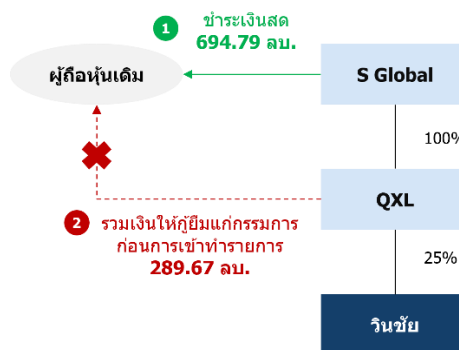 1
ชำระเงินสด
694.79 ลบ.
ผู้ถือหุ้นเดิม
S Global
100%
QXL
2
รวมเงินให้กู้ยืมแก่กรรมการ
ก่อนการเข้าทำรายการ
289.67 ลบ.
25%
วินชัย